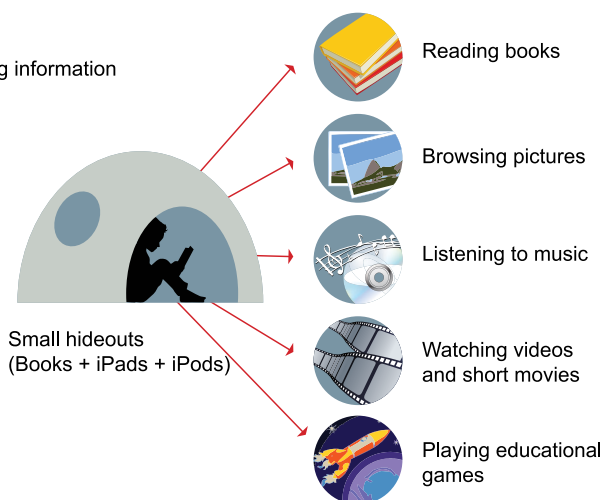 g information
Reading books
Browsing pictures
Listening to music
Small hideouts
(Books + iPads + iPods)
Watching videos
and short movies
Playing educational
games